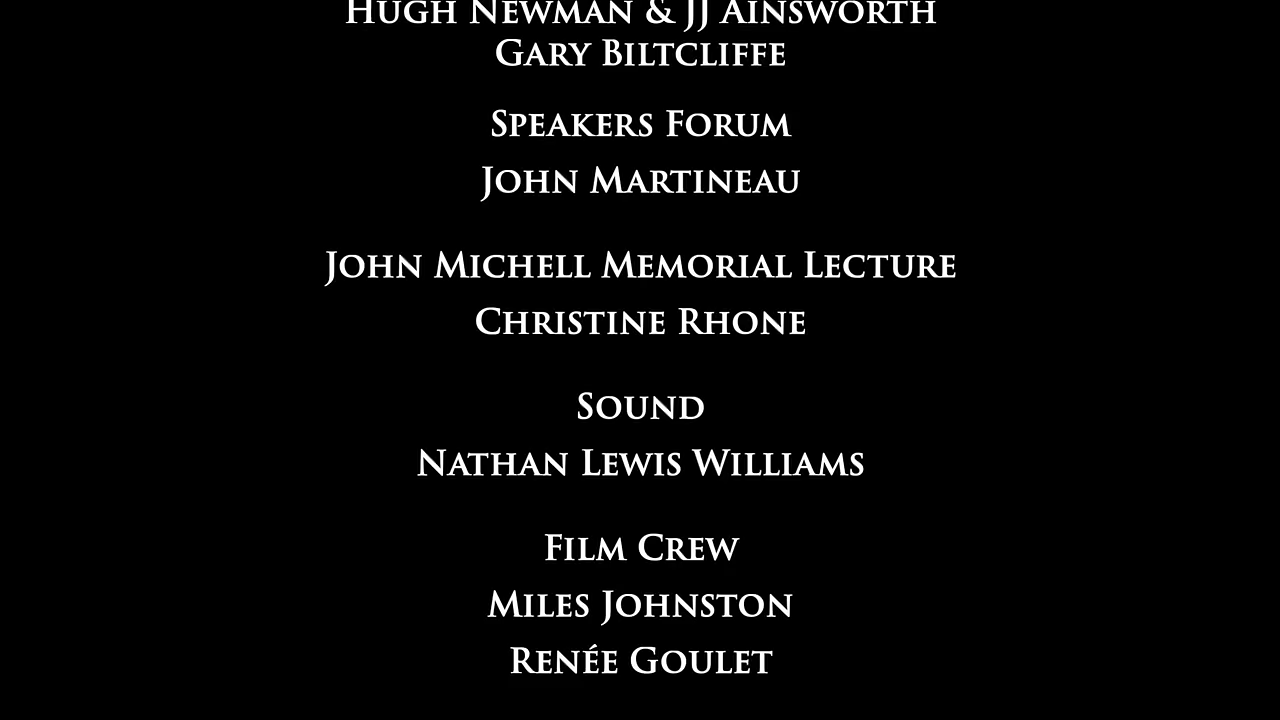 Hugh Newman & JJ Ainsworth
Gary Biltcliffe
Speakers Forum
John Martineau
John Michell Memorial Lecture
Christine Rhone
Sound
Nathan Lewis Williams
Film Crew
Miles Johnston
Renée Goulet